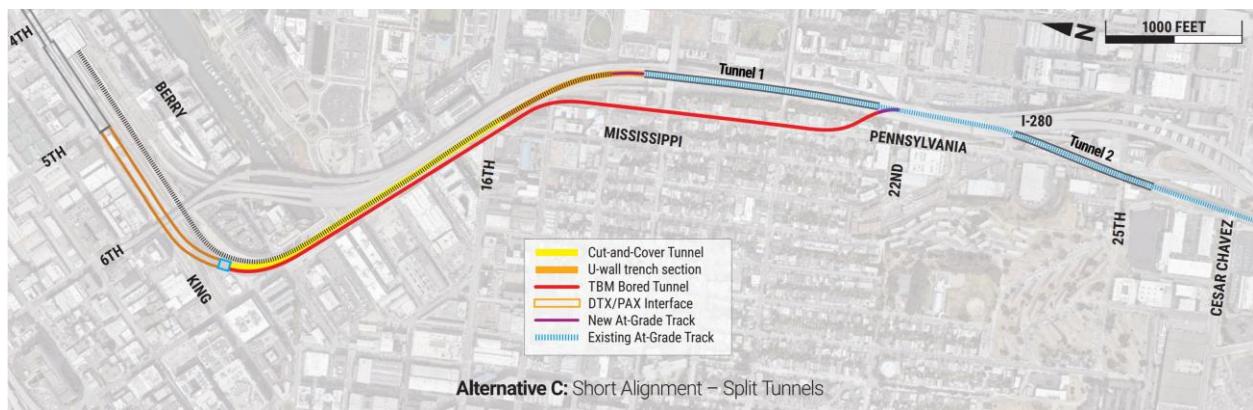 4TH
N
1000 FEET
BERRY
Tunnel 1
I-280
5TH
MISSISSIPPI
PENNSYLVANIA
Tunnel 2
16TH
22ND
6TH
25TH
KING
CESAR CHAVEZ
Cut-and-Cover Tunnel
U-wall trench section
TBM Bored Tunnel
DTX/PAX Interface
New At-Grade Track
Existing At-Grade Track
Alternative C: Short Alignment – Split Tunnels